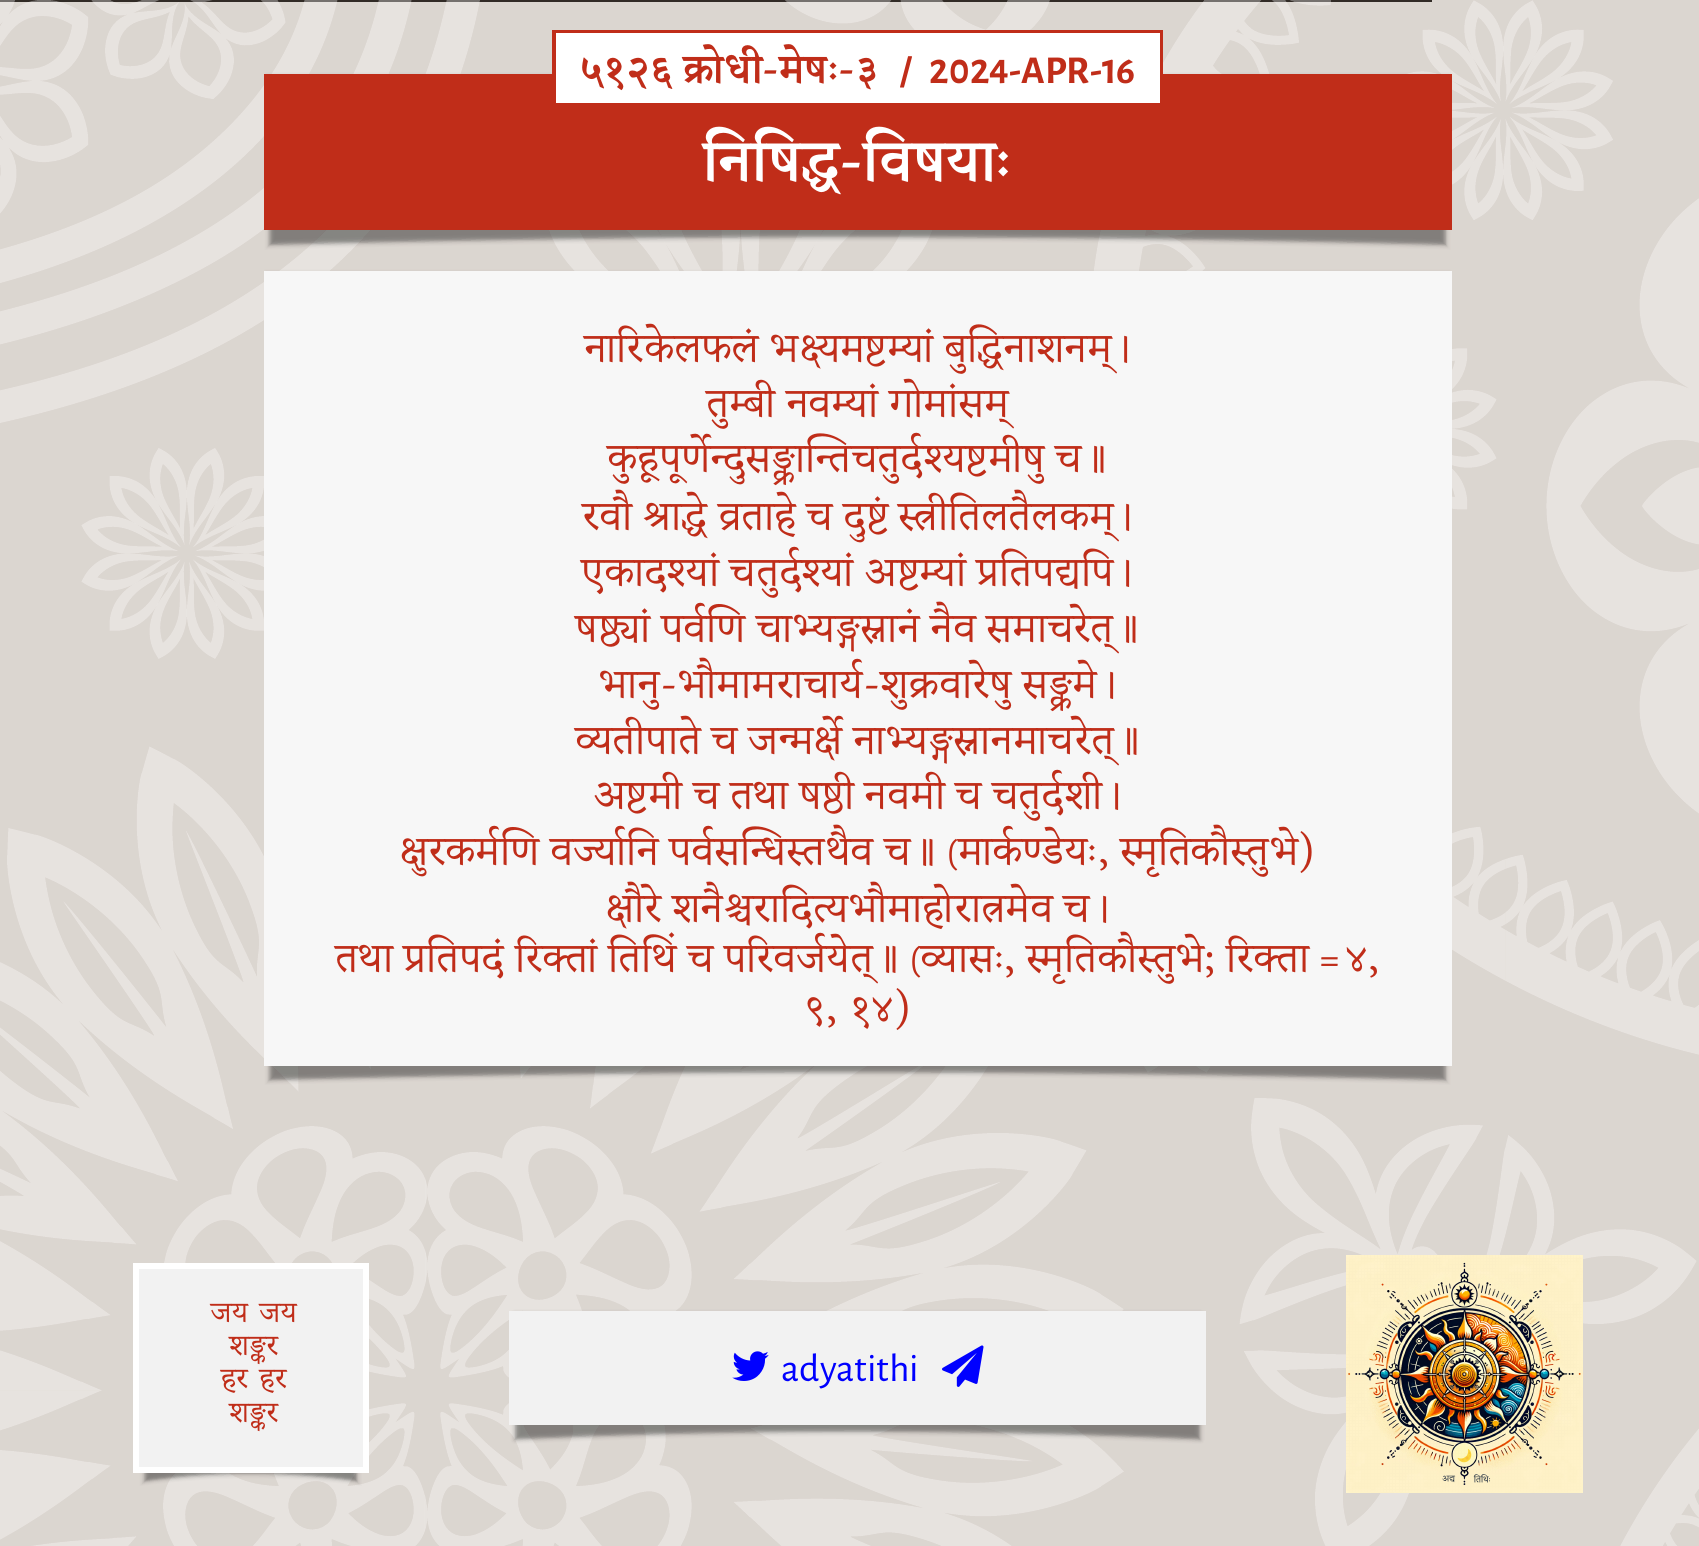 ५१२६ क्रोधी-मेषः-३ / 2024-APR-16
निषिद्ध-विषयाः
नारिकेलफलं भक्ष्यमष्टम्यां बुद्धिनाशनम्।
तुम्बी नवम्यां गोमांसम्
कुहूपूर्णेन्दुसङ्क्रान्तिचतुर्दश्यष्टमीषु च॥
रवौ श्राद्धे व्रताहे च दुष्टं स्त्रीतिलतैलकम्।
एकादश्यां चतुर्दश्यां अष्टम्यां प्रतिपद्यपि।
षष्ठ्यां पर्वणि चाभ्यङ्गस्नानं नैव समाचरेत्॥
भानु-भौमामराचार्य-शुक्रवारेषु सङ्क्रमे।
व्यतीपाते च जन्मर्क्षे नाभ्यङ्गस्नानमाचरेत्॥
अष्टमी च तथा षष्ठी नवमी च चतुर्दशी।
क्षुरकर्मणि वर्ज्यानि पर्वसन्धिस्तथैव च॥ (मार्कण्डेयः, स्मृतिकौस्तुभे)
क्षौरे शनैश्चरादित्यभौमाहोरात्रमेव च।
तथा प्रतिपदं रिक्तां तिथिं च परिवर्जयेत्॥ (व्यासः, स्मृतिकौस्तुभे; रिक्ता = ४,
९, १४)
जय जय
शङ्कर
हर हर
शङ्कर
adyatithi
अद्य तिथिः